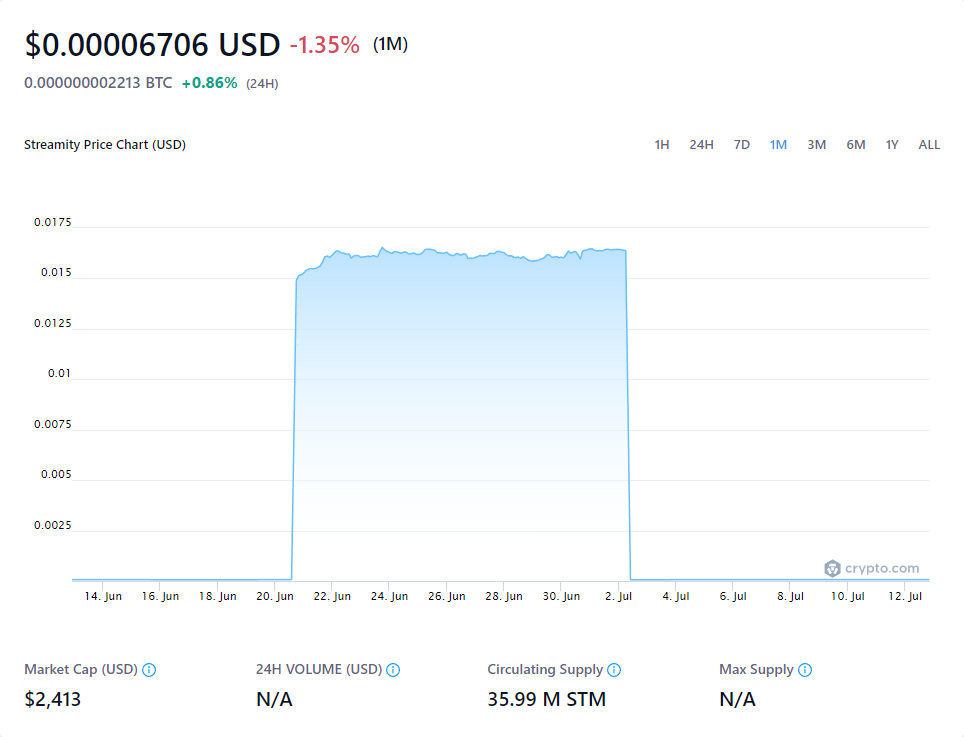 $0.00006706 USD -1.35% (1M)
0.000000002213 BTC +0.86% (24H)
Streamity Price Chart (USD) 1H 24H 7D 1M 3M 6M 1Y ALL
0.0175
0.015
0.0125
0.01
0.0075
0.005
0.0025
crypto.com
14. Jun 16. Jun 18. Jun 20. Jun 22. Jun 24. Jun 26. Jun 28. Jun 30. Jun 2. Jul 4. Jul 6. Jul 8. Jul 10. Jul 12. Jul
Market Cap (USD) 24H VOLUME (USD) Circulating Supply Max Supply
$2,413 N/A 35.99 M STM N/A